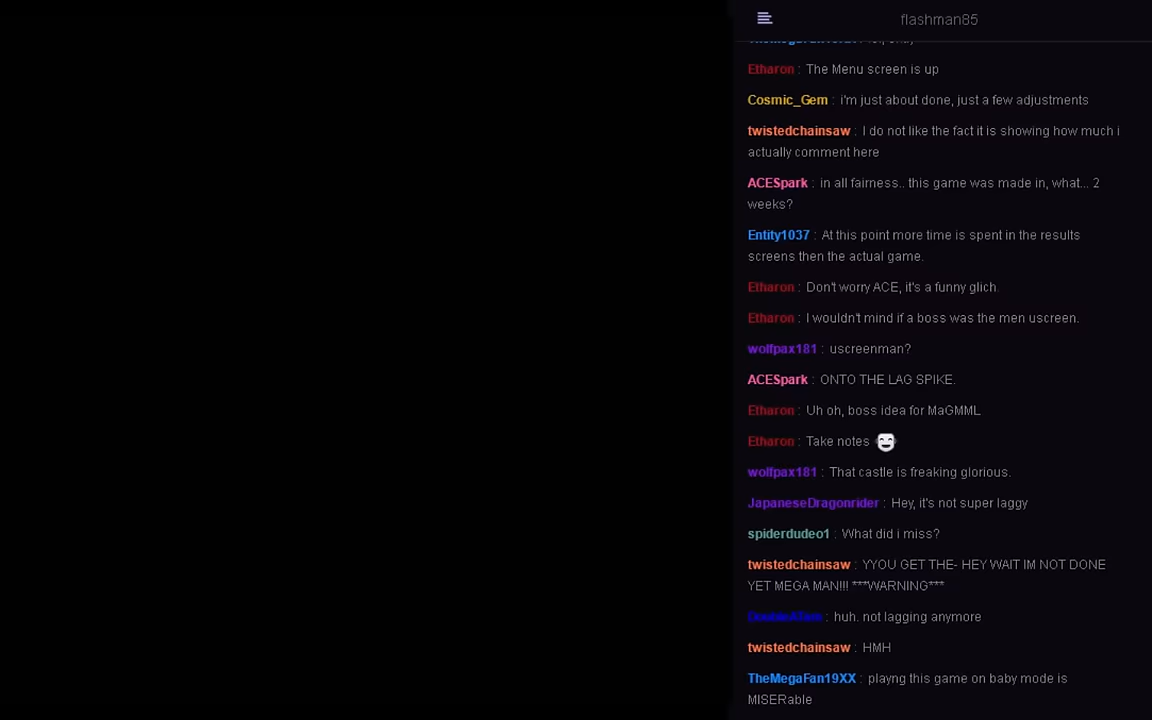 flashman85
Etharon : The Menu screen is up
Cosmic_Gem : i'm just about done, just a few adjustments
twistedchainsaw : I do not like the fact it is showing how much i
actually comment here
ACESpark : in all fairness.. this game was made in, what... 2
weeks?
Entity1037 : At this point more time is spent in the results
screens then the actual game.
Etharon : Don't worry ACE, it's a funny glich.
Etharon : I wouldn't mind if a boss was the men uscreen.
wolfpax181 : uscreenman?
ACESpark : ONTO THE LAG SPIKE.
Etharon : Uh oh, boss idea for MaGMML
Etharon : Take notes
wolfpax181 : That castle is freaking glorious.
JapaneseDragonrider : Hey, it's not super laggy
spiderdudeo1 : What did i miss?
twistedchainsaw : YYOU GET THE- HEY WAIT IM NOT DONE
YET MEGA MAN!!! ***WARNING***
: huh. not lagging anymore
twistedchainsaw : HMH
TheMegaFan19XX : playng this game on baby mode is
MISERable